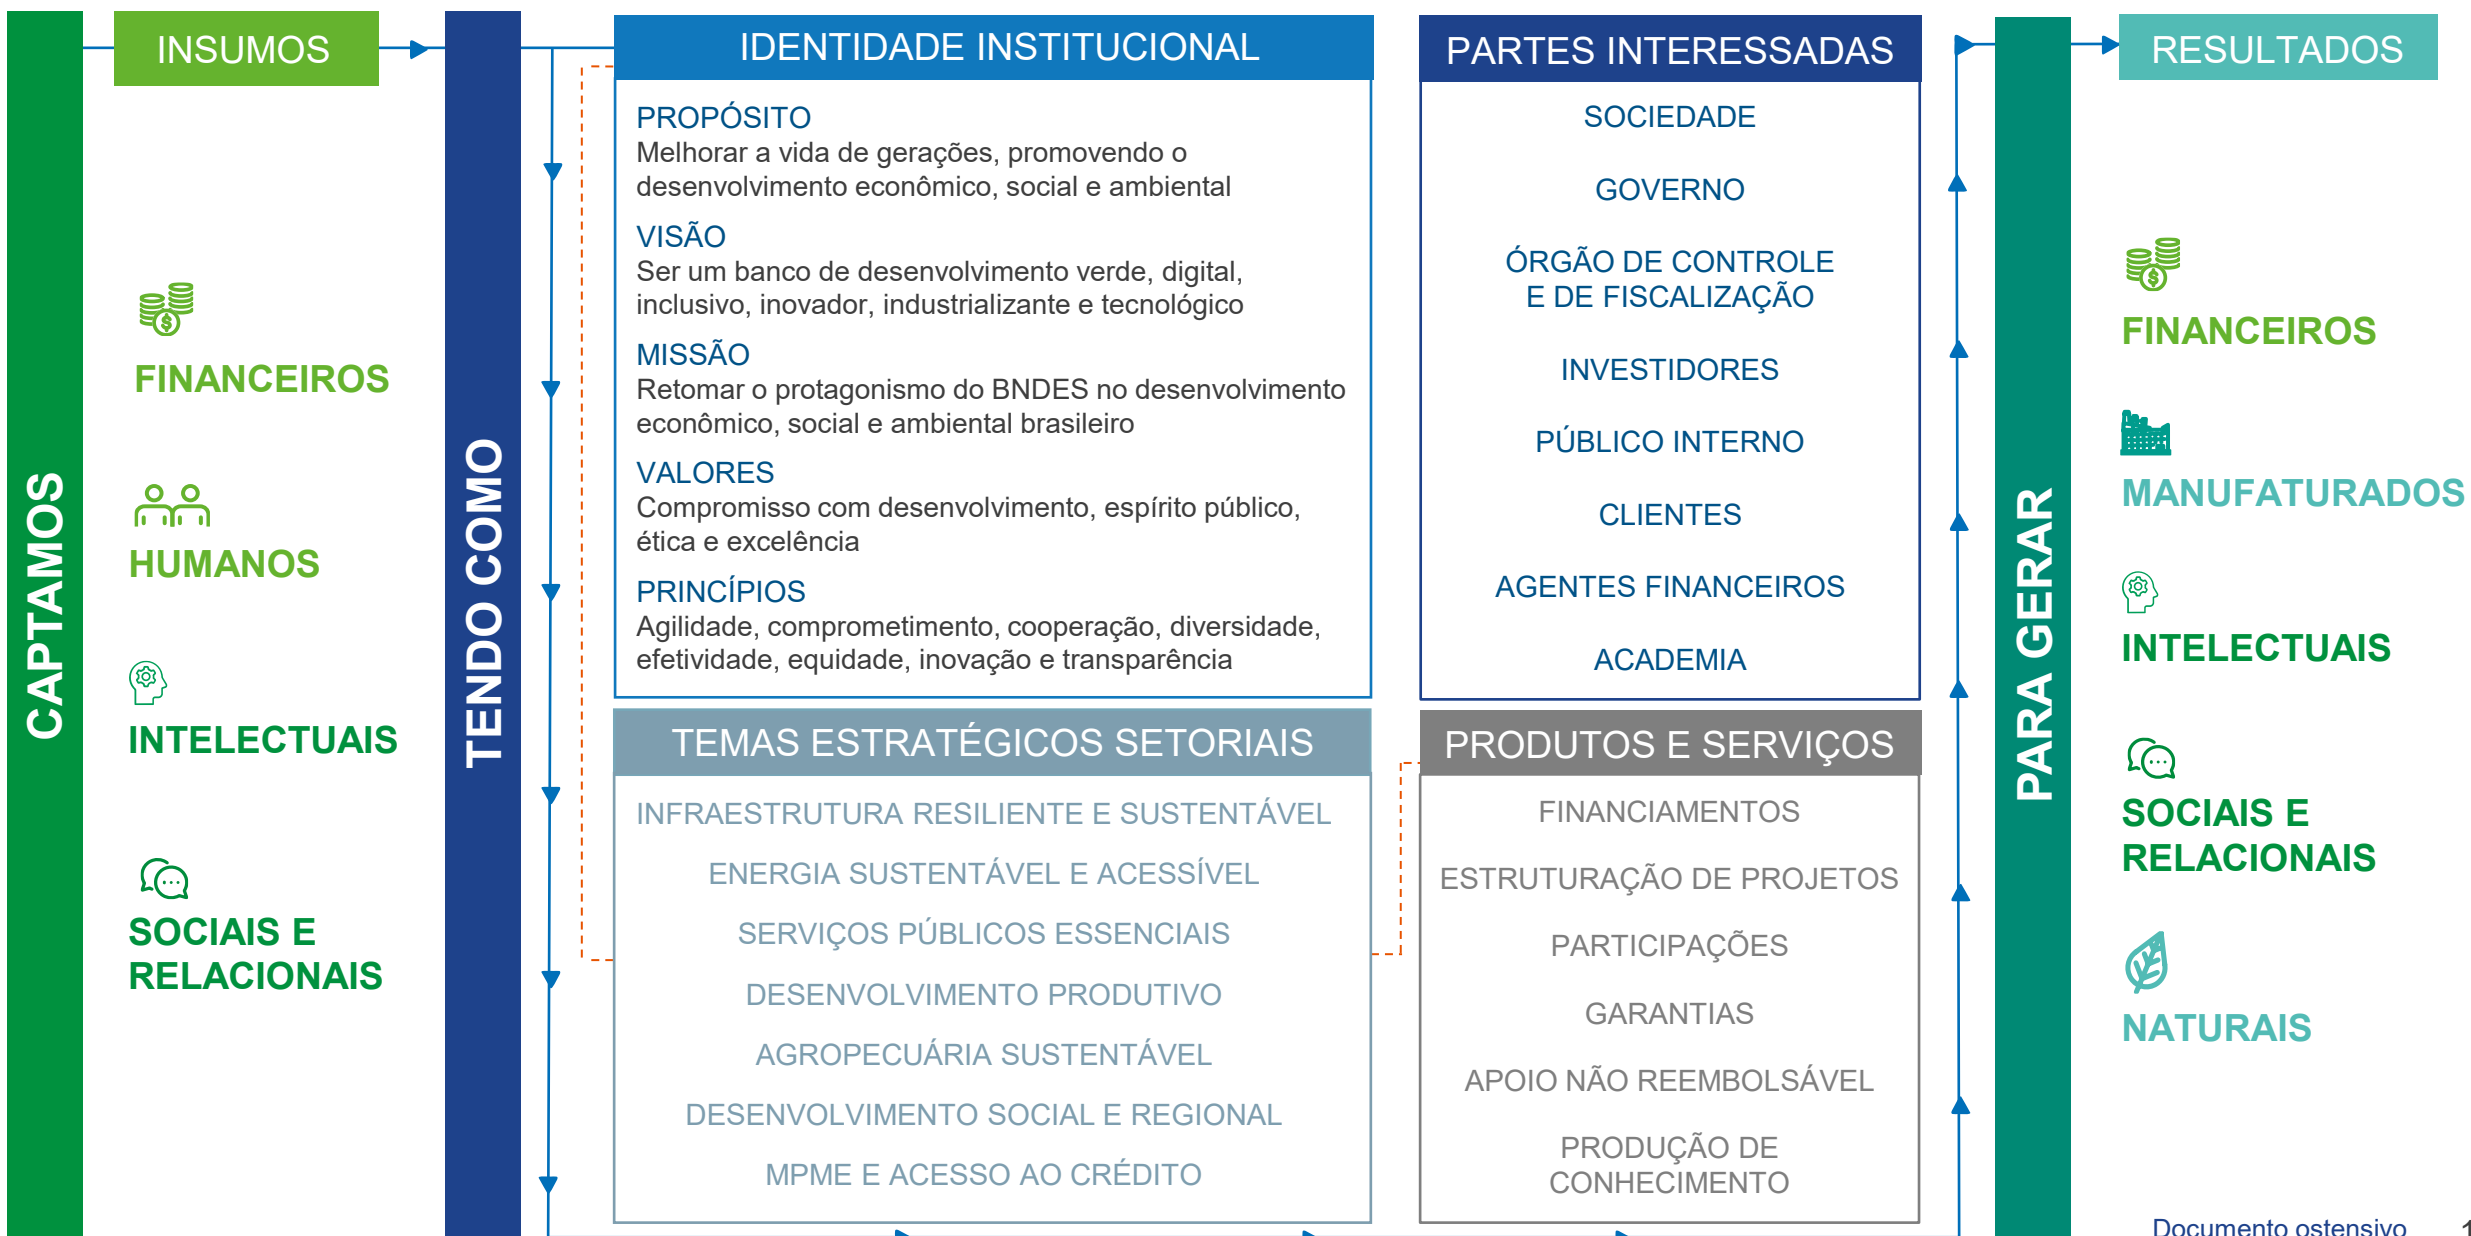 CAPTAMOS
INSUMOS
FINANCEIROS
HUMANOS
INTELECTUAIS
SOCIAIS E
RELACIONAIS
TENDO COMO
IDENTIDADE INSTITUCIONAL
PROPÓSITO
Melhorar a vida de gerações, promovendo o
desenvolvimento econômico, social e ambiental
VISÃO
Ser um banco de desenvolvimento verde, digital,
inclusivo, inovador, industrializante e tecnológico
MISSÃO
Retomar o protagonismo do BNDES no desenvolvimento
econômico, social e ambiental brasileiro
VALORES
Compromisso com desenvolvimento, espírito público,
ética e excelência
PRINCÍPIOS
Agilidade, comprometimento, cooperação, diversidade,
efetividade, equidade, inovação e transparência
TEMAS ESTRATÉGICOS SETORIAIS
INFRAESTRUTURA RESILIENTE E SUSTENTÁVEL
ENERGIA SUSTENTÁVEL E ACESSÍVEL
SERVIÇOS PÚBLICOS ESSENCIAIS
DESENVOLVIMENTO PRODUTIVO
AGROPECUÁRIA SUSTENTÁVEL
DESENVOLVIMENTO SOCIAL E REGIONAL
MPME E ACESSO AO CRÉDITO
PARTES INTERESSADAS
SOCIEDADE
GOVERNO
ÓRGÃO DE CONTROLE
E DE FISCALIZAÇÃO
INVESTIDORES
PÚBLICO INTERNO
CLIENTES
AGENTES FINANCEIROS
ACADEMIA
PRODUTOS E SERVIÇOS
FINANCIAMENTOS
ESTRUTURAÇÃO DE PROJETOS
PARTICIPAÇÕES
GARANTIAS
APOIO NÃO REEMBOLSÁVEL
PRODUÇÃO DE
CONHECIMENTO
PARA GERAR
RESULTADOS
FINANCEIROS
MANUFATURADOS
INTELECTUAIS
SOCIAIS E
RELACIONAIS
NATURAIS
Documento ostensivo